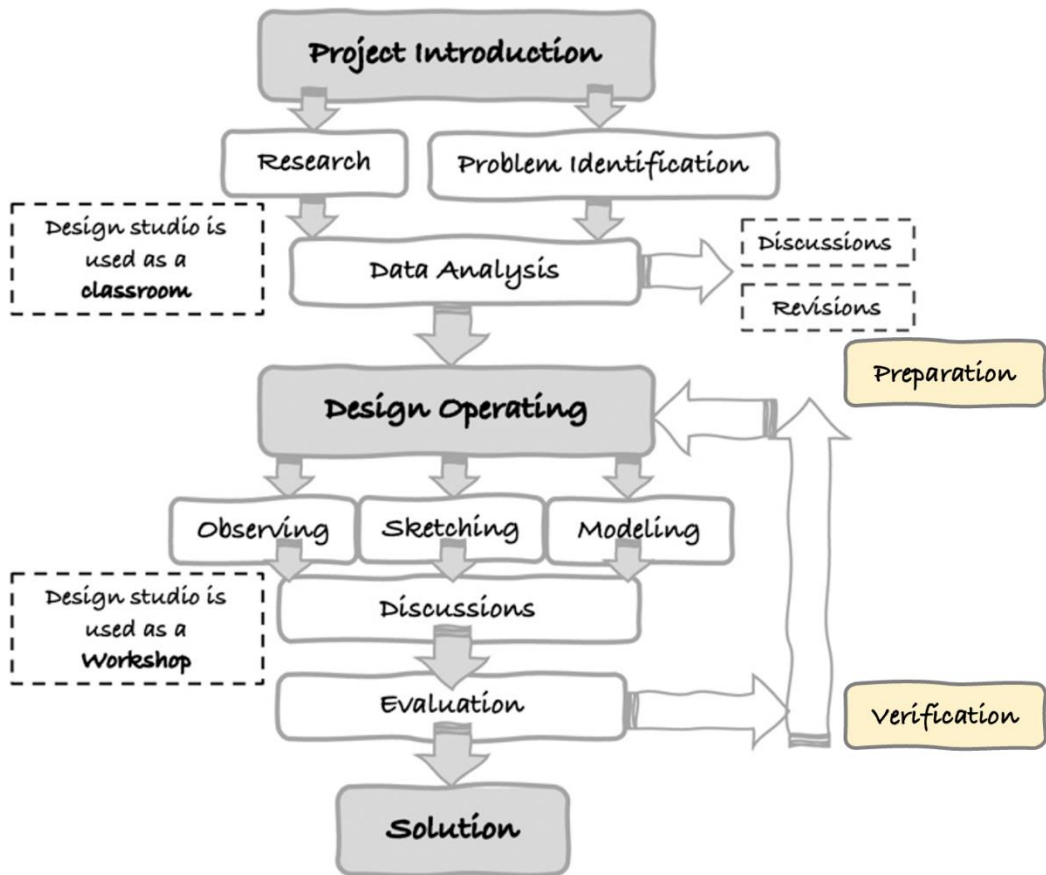 Project Introduction
Research
Problem Identification
Design studio is
used as a
classroom
Data Analysis
Discussions
Revisions
Preparation
Design Operating
Observing
Sketching
Modeling
Design studio is
used as a
Workshop
Discussions
Evaluation
Verification
Solution